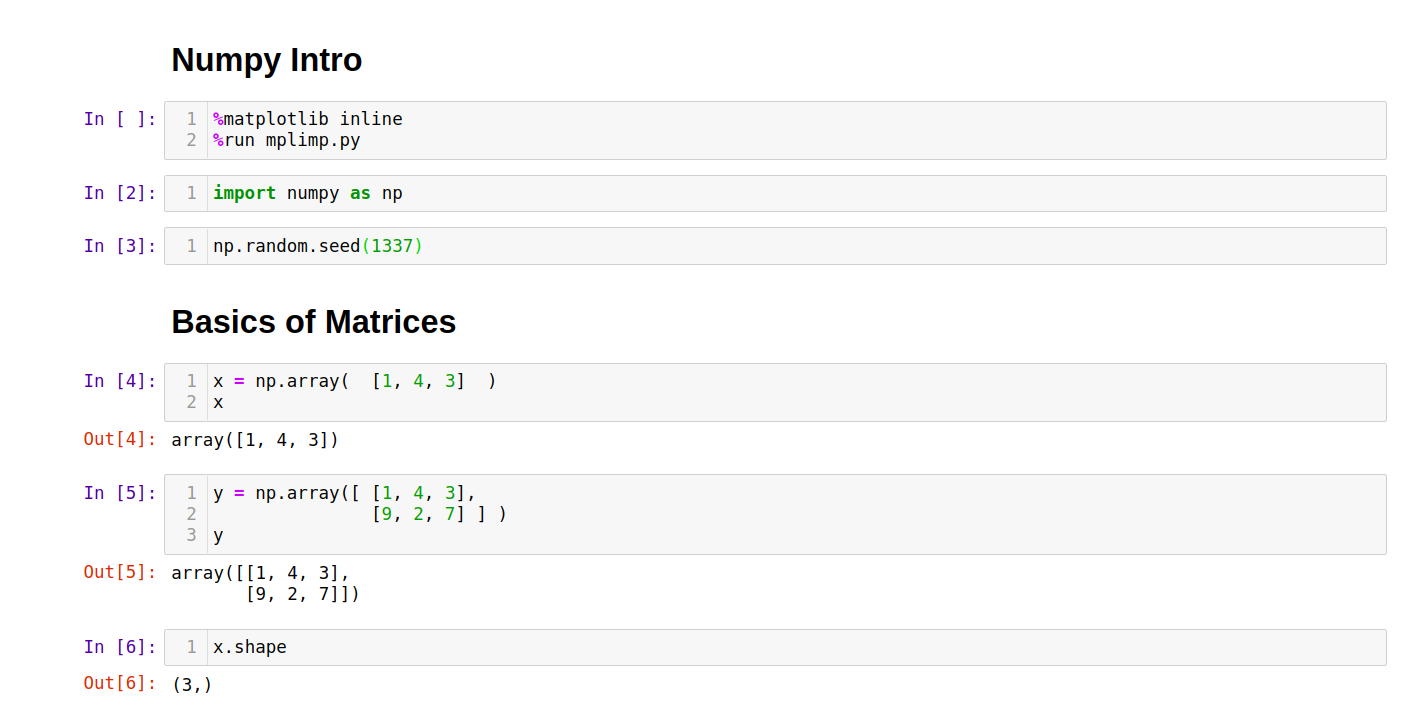 Numpy Intro
In [ ]:
1 %matplotlib inline
2 %run mplimp.py
In [2]:
1 import numpy as np
In [3]:
1 np.random.seed(1337)
Basics of Matrices
In [4]:
1 x = np.array(  [1, 4, 3]  )
2 x
Out[4]: array([1, 4, 3])
In [5]:
1 y = np.array([ [1, 4, 3],
2                [9, 2, 7] ] )
3 y
Out[5]: array([[1, 4, 3],
       [9, 2, 7]])
In [6]:
1 x.shape
Out[6]: (3,)